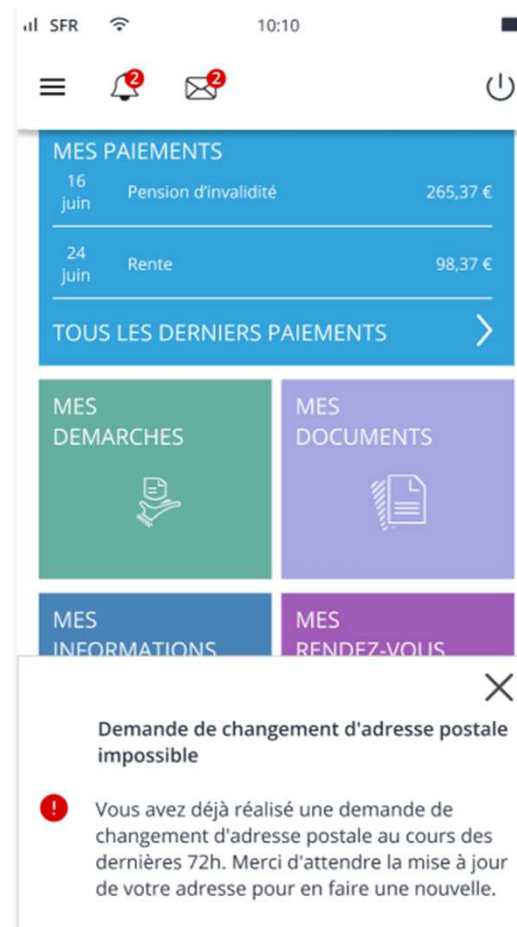 SFR 10:10
2 2
MES PAIEMENTS
16 juin Pension d'invalidité 265,37 €
24 juin Rente 98,37 €
TOUS LES DERNIERS PAIEMENTS
MES
DEMARCHES
MES
DOCUMENTS
MES
INFORMATIONS
MES
RENDEZ-VOUS
Demande de changement d'adresse postale
impossible
Vous avez déjà réalisé une demande de
changement d'adresse postale au cours des
dernières 72h. Merci d'attendre la mise à jour
de votre adresse pour en faire une nouvelle.